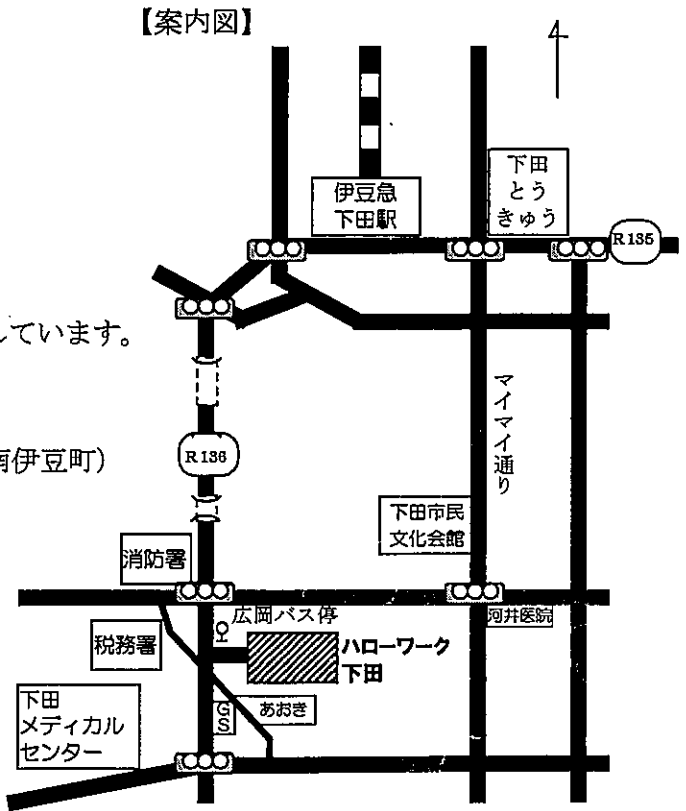 【案内図】
下田
とう
きゅう
伊豆急
下田駅
R135
しています。
マイマイ通り
R136
南伊豆町）
下田市民
文化会館
消防署
広岡バス停
河井医院
税務署
ハローワーク
下田
下田
メディカル
センター
GS
あおき